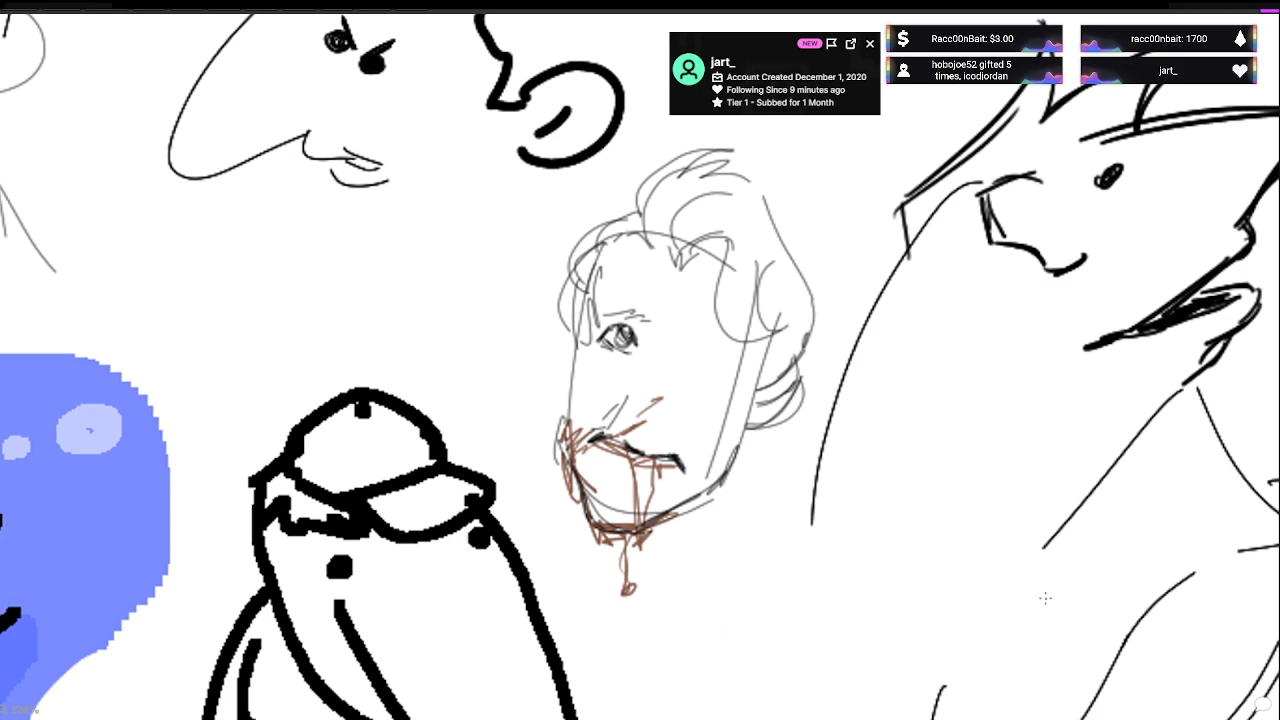 NEW
jart_
Account Created December 1, 2020
Following Since 9 minutes ago
Tier 1 - Subbed for 1 Month
$ Racc00nBait: $3.00
racc00nbait: 1700
hobojoe52 gifted 5
times, icodjordan
jart_